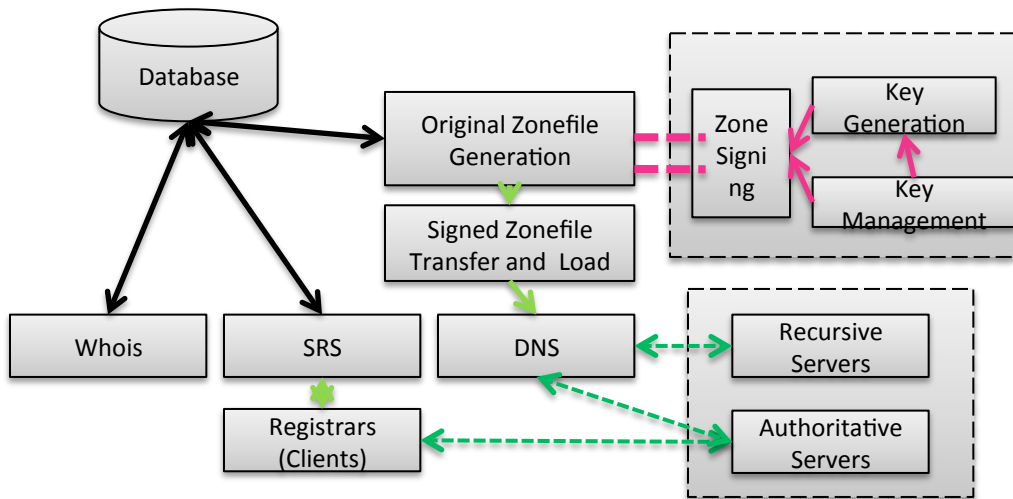 Database
Original Zonefile
Generation
Zone
Signi
ng
Key
Generation
Key
Management
Signed Zonefile
Transfer and Load
Whois
SRS
DNS
Recursive
Servers
Registrars
(Clients)
Authoritative
Servers